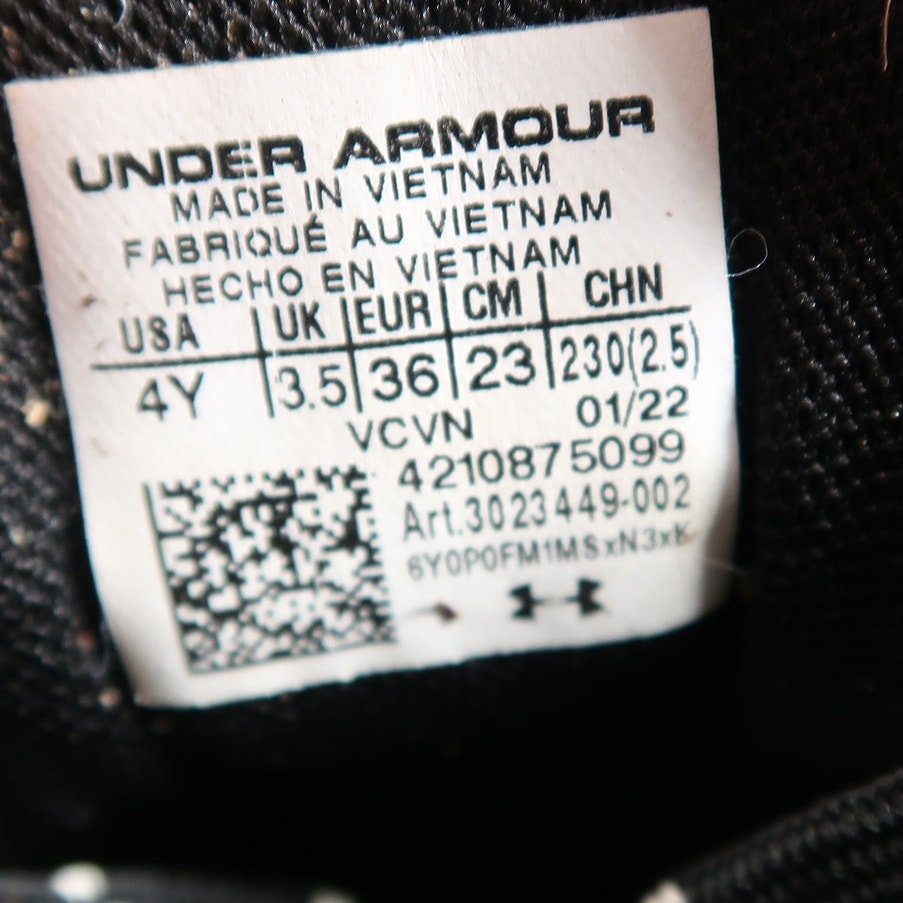 UNDER ARMOUR
MADE IN VIETNAM
FABRIQUÉ AU VIETNAM
HECHO EN VIETNAM
USA UK EUR CM CHN
4Y 3.5 36 23 230(2.5)
VCVN 01/22
4210875099
Art.3023449-002
6Y0P0FM1MSxN3xK